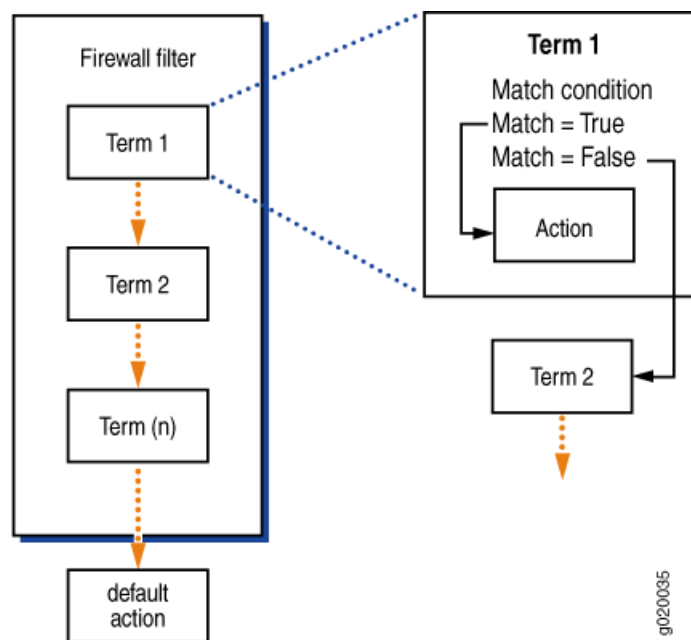 Firewall filter
Term 1
Term 2
Term (n)
default
action
Term 1
Match condition
Match = True
Match = False
Action
Term 2
g020035